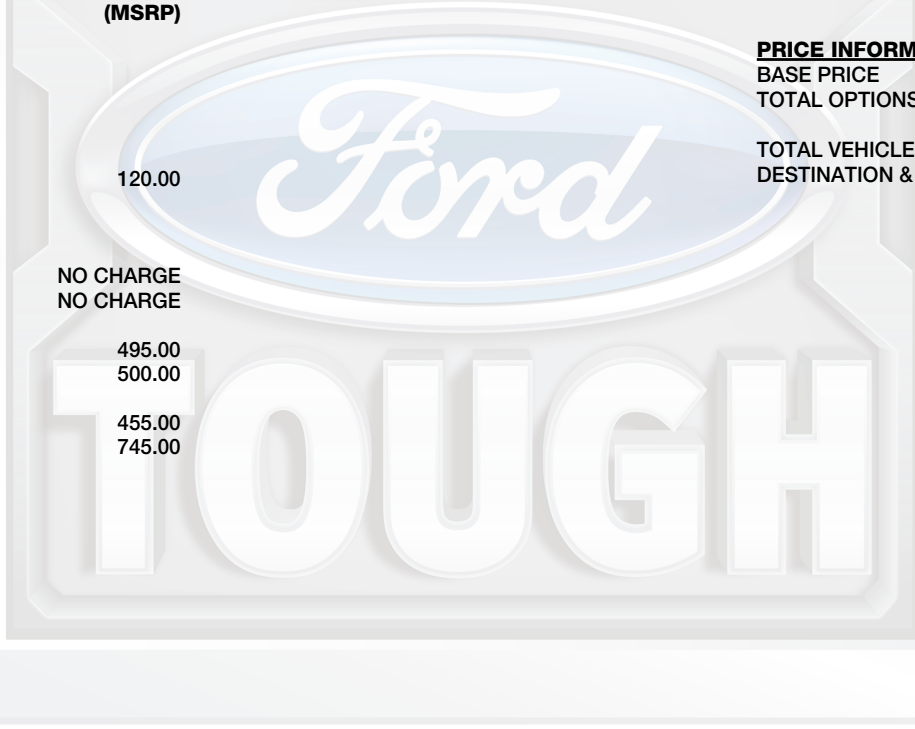 (MSRP)
120.00
NO CHARGE
NO CHARGE
495.00
500.00
455.00
745.00
PRICE INFORM
BASE PRICE
TOTAL OPTIONS
TOTAL VEHICLE
DESTINATION &
Ford
TOUGH